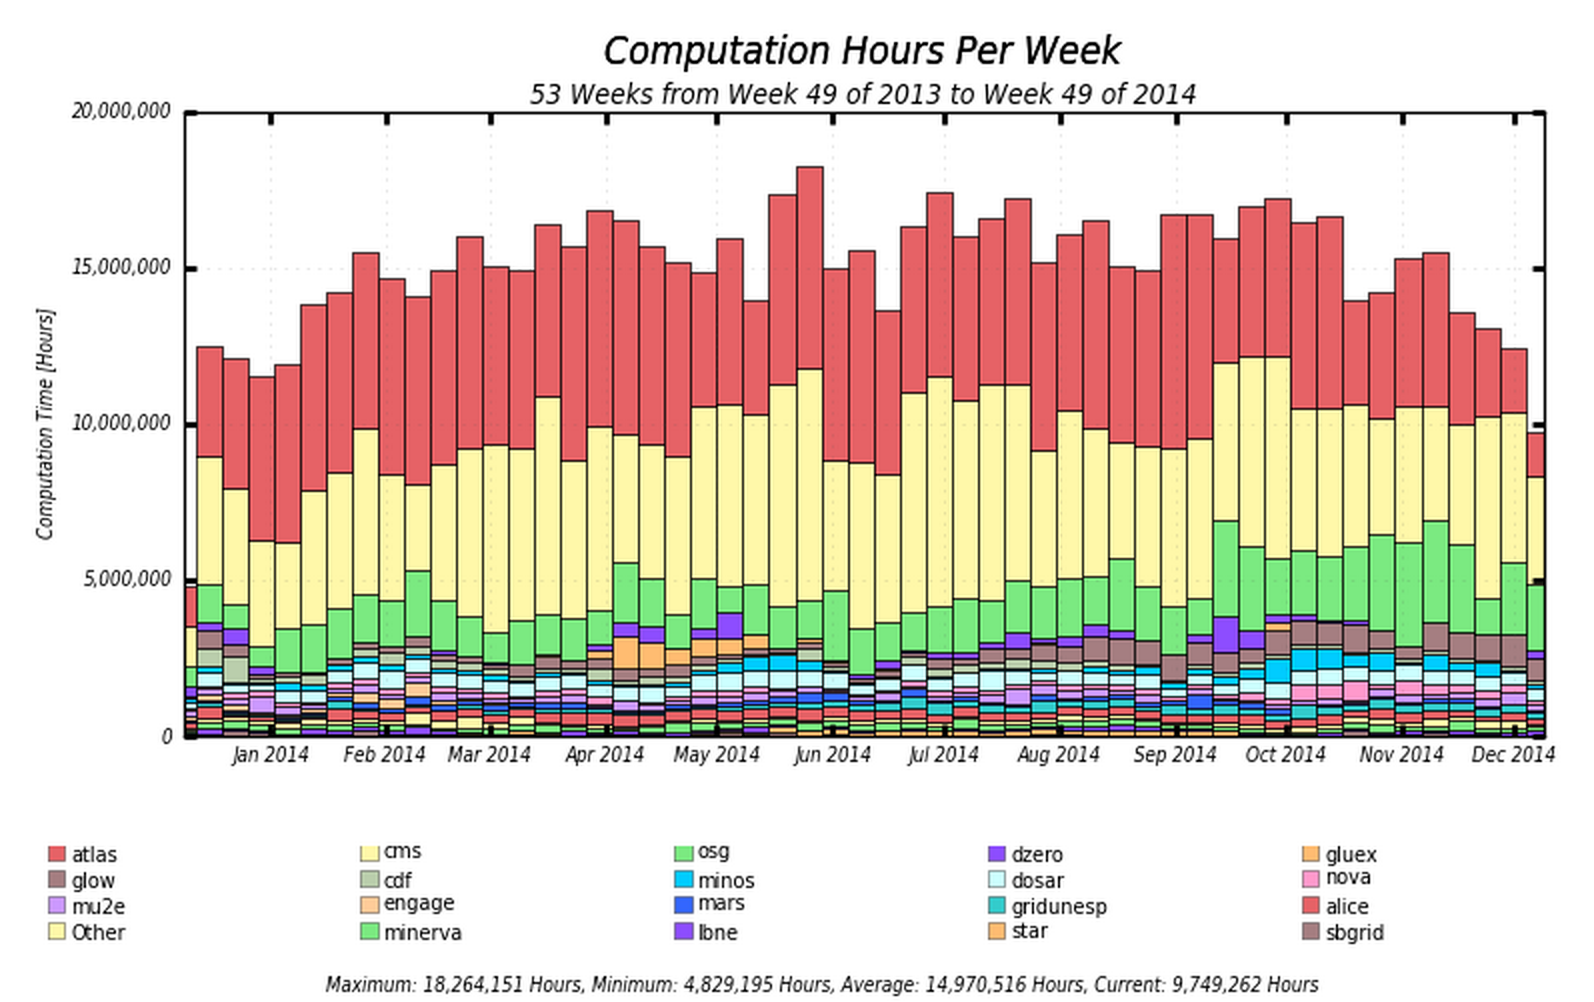 Computation Hours Per Week
53 Weeks from Week 49 of 2013 to Week 49 of 2014
Computation Time [Hours]
20,000,000
15,000,000
10,000,000
5,000,000
0
Jan 2014 Feb 2014 Mar 2014 Apr 2014 May 2014 Jun 2014 Jul 2014 Aug 2014 Sep 2014 Oct 2014 Nov 2014 Dec 2014
atlas cms osg dzero gluex
glow cdf minos dosar nova
mu2e engage mars gridunesp alice
Other minerva lbne star sbgrid
Maximum: 18,264,151 Hours, Minimum: 4,829,195 Hours, Average: 14,970,516 Hours, Current: 9,749,262 Hours